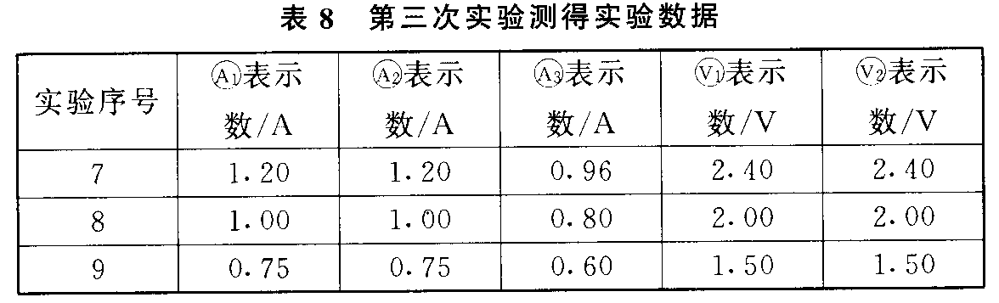 表 8 第三次实验测得实验数据
实验序号 Ⓐ1表示数/A Ⓐ2表示数/A Ⓐ3表示数/A Ⓥ1表示数/V Ⓥ2表示数/V
7 1.20 1.20 0.96 2.40 2.40
8 1.00 1.00 0.80 2.00 2.00
9 0.75 0.75 0.60 1.50 1.50